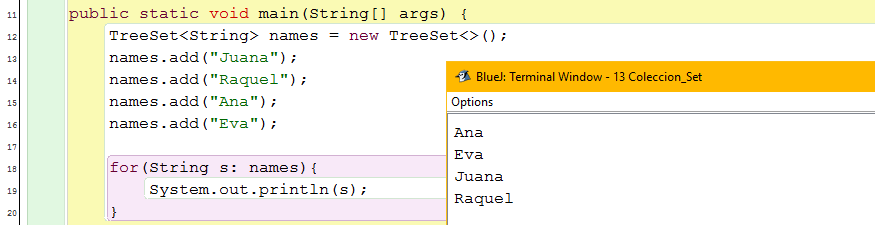 11 public static void main(String[] args) {
12 TreeSet<String> names = new TreeSet<>();
13 names.add("Juana");
14 names.add("Raquel");
15 names.add("Ana");
16 names.add("Eva");
17
18 for(String s: names){
19 System.out.println(s);
20 }
BlueJ: Terminal Window - 13 Coleccion_Set
Options
Ana
Eva
Juana
Raquel